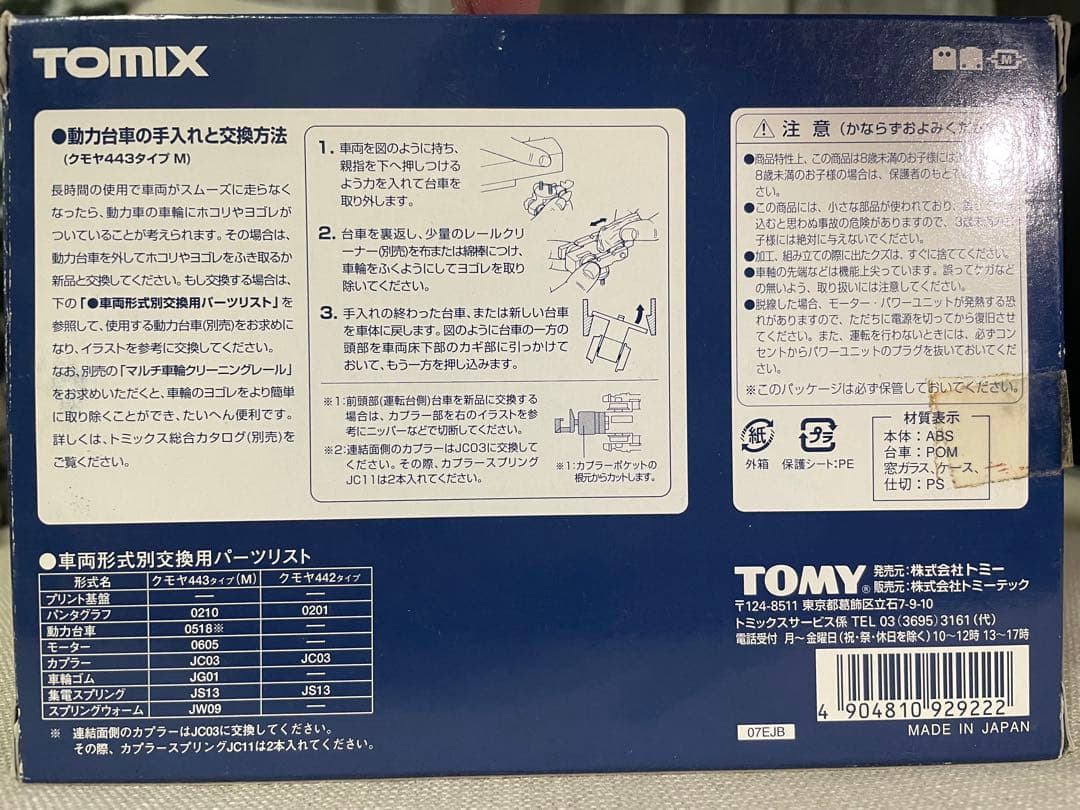 TOMIX
M
●動力台車の手入れと交換方法
(クモヤ443タイプ M)
長時間の使用で車両がスムーズに走らなく
なったら、動力車の車輪にホコリやヨゴレが
ついていることが考えられます。その場合は、
動力台車を外してホコリやヨゴレをふき取るか
新品と交換してください。もし交換する場合は、
下の「●車両形式別交換用パーツリスト」を
参照して、使用する動力台車(別売)をお求めに
なり、イラストを参考に交換してください。
なお、別売の「マルチ車輪クリーニングレール」
をお求めいただくと、車輪のヨゴレをより簡単
に取り除くことができ、たいへん便利です。
詳しくは、トミックス総合カタログ(別売)を
ご覧ください。
1. 車両を図のように持ち、
親指を下へ押しつける
よう力を入れて台車を
取り外します。
2. 台車を裏返し、少量のレールクリ
ーナー(別売)を布または綿棒につけ、
車輪をふくようにしてヨゴレを取り
除いてください。
3. 手入れの終わった台車、または新しい台車
を車体に戻します。図のように台車の一方の
頭部を車両床下部のカギ部に引っかけて
おいて、もう一方を押し込みます。
※1:前頭部(運転台側)台車を新品に交換する
場合は、カプラー部を右のイラストを参
考にニッパーなどで切断してください。
※2:連結面側のカプラーはJC03に交換して
ください。その際、カプラースプリング
JC11は2本入れてください。
※1:カプラーポケットの
根元からカットします。
⚠ 注 意 (かならずおよみくだ
●商品特性上、この商品は8歳未満のお子様には
8歳未満のお子様の場合は、保護者のもとで
さい。
●この商品には、小さな部品が使われており、
込むと思わぬ事故の危険がありますので、3歳
子様には絶対に与えないでください。
●加工、組み立ての際に出たクズは、すぐに捨ててください。
●車軸の先端などは機能上尖っています。誤ってケガなど
の無いよう、取り扱いには注意してください。
●脱線した場合、モーター・パワーユニットが発熱する恐
れがありますので、ただちに電源を切ってから復旧させ
てください。また、運転を行わないときには、必ずコン
セントからパワーユニットのプラグを抜いておいてくださ
い。
※このパッケージは必ず保管しておいてください。
紙
外箱
プラ
保護シート:PE
材質表示
本体:ABS
台車:POM
窓ガラス、ケース、
仕切:PS
●車両形式別交換用パーツリスト
形式名 クモヤ443タイプ(M) クモヤ442タイプ
プリント基盤 ── ──
パンタグラフ 0210 0201
動力台車 0518※ ──
モーター 0605 ──
カプラー JC03 JC03
車輪ゴム JG01 ──
集電スプリング JS13 JS13
スプリングウォーム JW09 ──
※ 連結面側のカプラーはJC03に交換してください。
その際、カプラースプリングJC11は2本入れてください。
TOMY® 発売元:株式会社トミー
販売元:株式会社トミーテック
〒124-8511 東京都葛飾区立石7-9-10
トミックスサービス係 TEL 03(3695)3161(代)
電話受付 月~金曜日(祝・祭・休日を除く)10~12時 13~17時
4 904810 929222
07EJB
MADE IN JAPAN